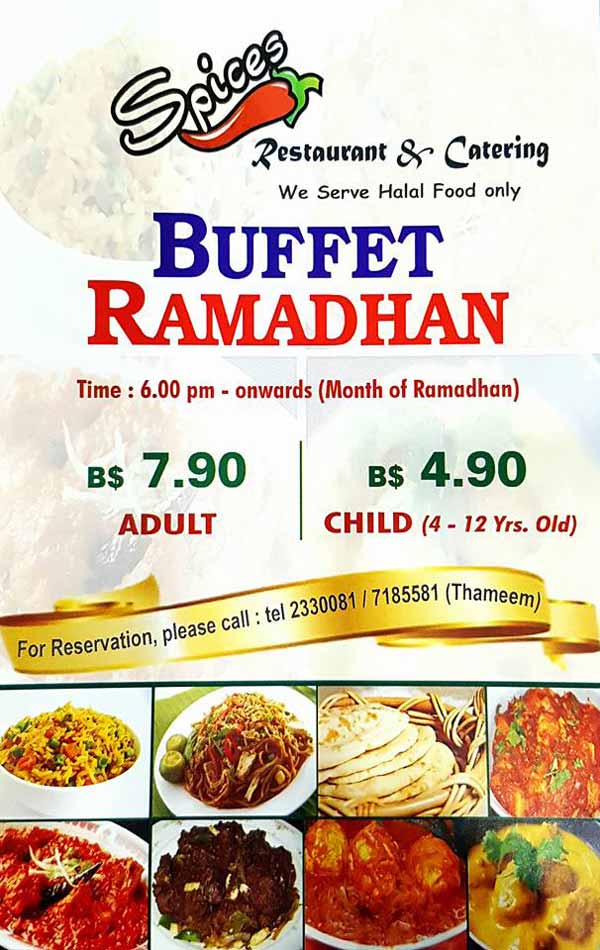 Spices
Restaurant & Catering
We Serve Halal Food only
BUFFET
RAMADHAN
Time : 6.00 pm - onwards (Month of Ramadhan)
B$ 7.90
ADULT
B$ 4.90
CHILD (4 - 12 Yrs. Old)
For Reservation, please call : tel 2330081 / 7185581 (Thameem)